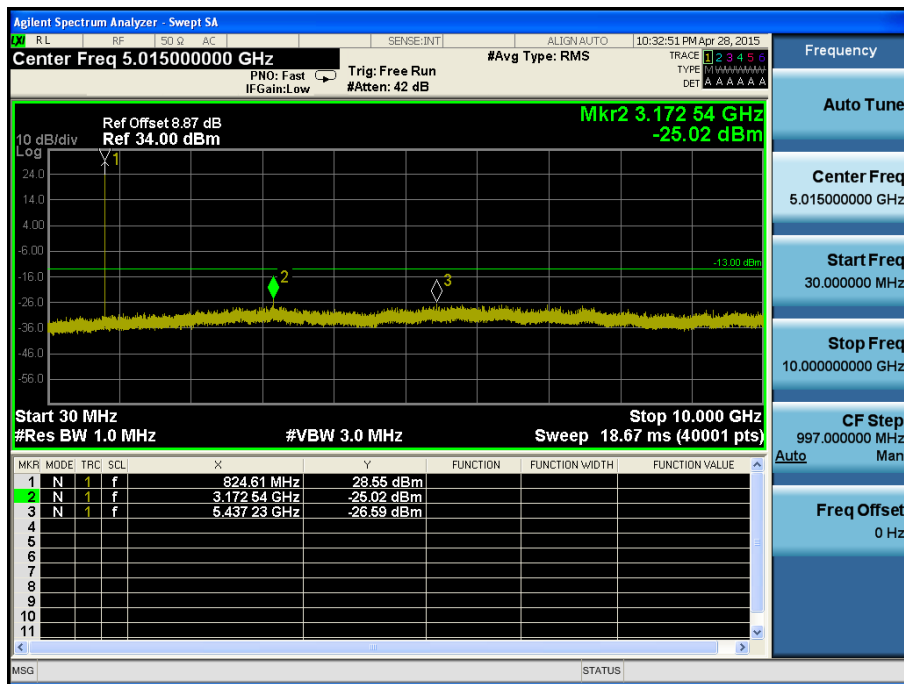 Agilent Spectrum Analyzer - Swept SA
LXI RL RF 50 Ω AC SENSE:INT ALIGN AUTO 10:32:51 PM Apr 28, 2015
Center Freq 5.015000000 GHz
PNO: Fast
IFGain:Low
Trig: Free Run
#Atten: 42 dB
#Avg Type: RMS
TRACE 1 2 3 4 5 6
TYPE M
DET A A A A A A
Frequency
Auto Tune
Center Freq
5.015000000 GHz
Start Freq
30.000000 MHz
Stop Freq
10.000000000 GHz
CF Step
997.000000 MHz
Auto Man
Freq Offset
0 Hz
Mkr2 3.172 54 GHz
-25.02 dBm
Ref Offset 8.87 dB
10 dB/div Ref 34.00 dBm
Log
1
24.0
14.0
4.00
-6.00
-13.00 dBm
-16.0
2
3
-26.0
-36.0
-46.0
-56.0
Start 30 MHz Stop 10.000 GHz
#Res BW 1.0 MHz #VBW 3.0 MHz Sweep 18.67 ms (40001 pts)
MKR MODE TRC SCL X Y FUNCTION FUNCTION WIDTH FUNCTION VALUE
1 N 1 f 824.61 MHz 28.55 dBm
2 N 1 f 3.172 54 GHz -25.02 dBm
3 N 1 f 5.437 23 GHz -26.59 dBm
4
5
6
7
8
9
10
11
MSG STATUS